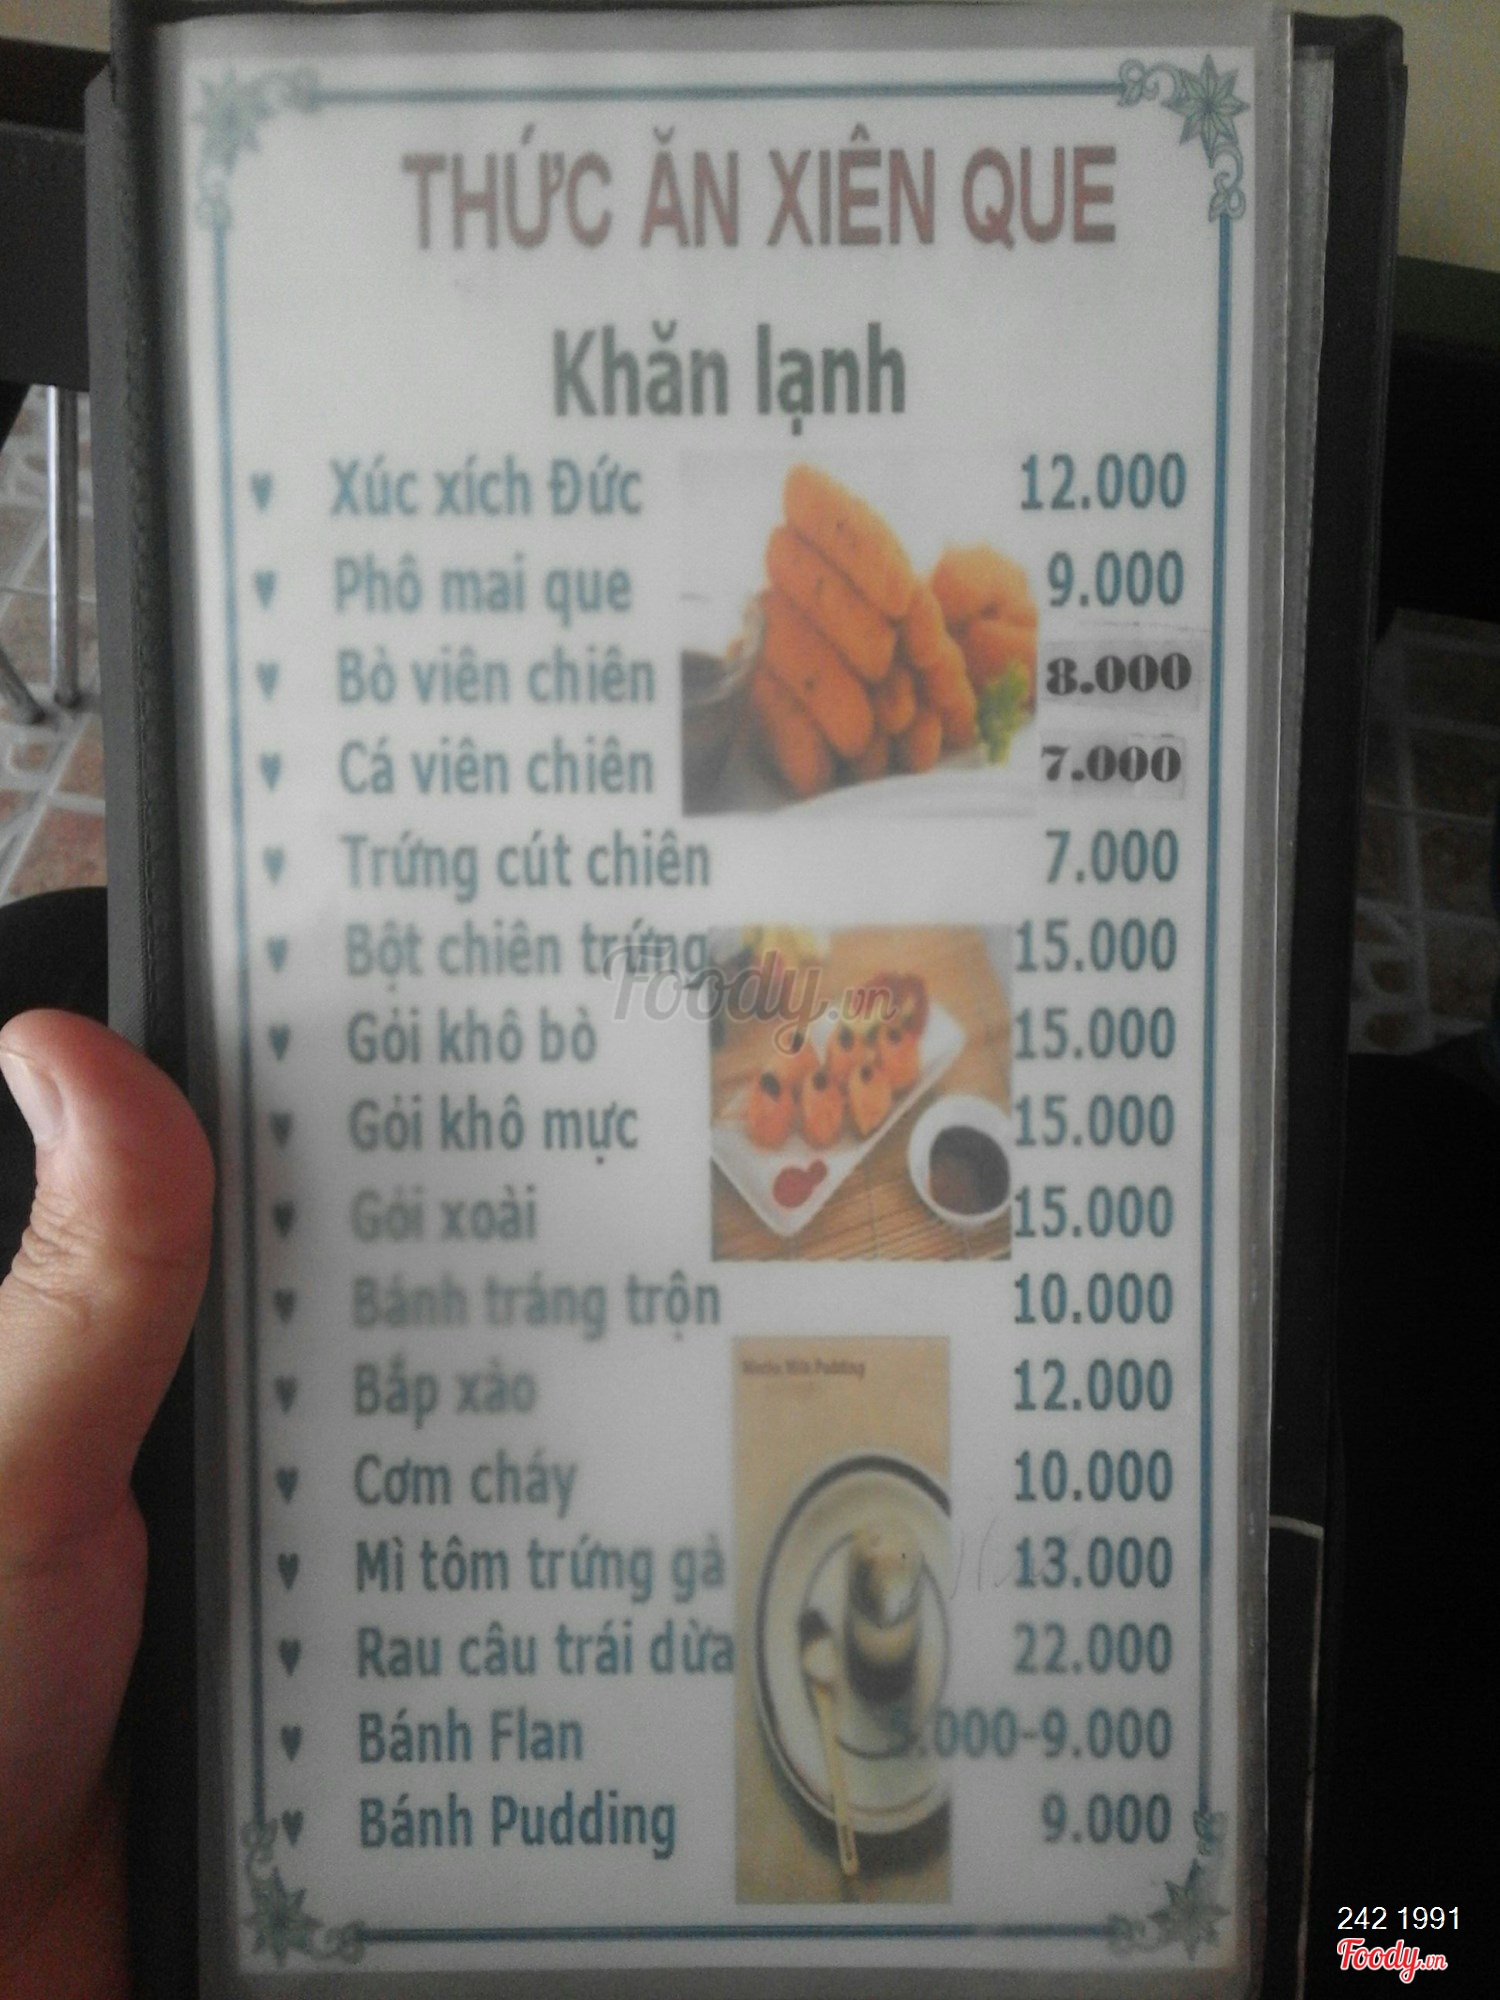 THỨC ĂN XIÊN QUE
Khăn lạnh
♥ Xúc xích Đức 12.000
♥ Phô mai que 9.000
♥ Bò viên chiên 8.000
♥ Cá viên chiên 7.000
♥ Trứng cút chiên 7.000
♥ Bột chiên trứng 15.000
Foody.vn
♥ Gỏi khô bò 15.000
♥ Gỏi khô mực 15.000
♥ Gỏi xoài 15.000
♥ Bánh tráng trộn 10.000
♥ Bắp xào 12.000
Pudding
♥ Cơm cháy 10.000
♥ Mì tôm trứng gà 13.000
♥ Rau câu trái dừa 22.000
♥ Bánh Flan .000-9.000
♥ Bánh Pudding 9.000
242 1991
Foody.vn